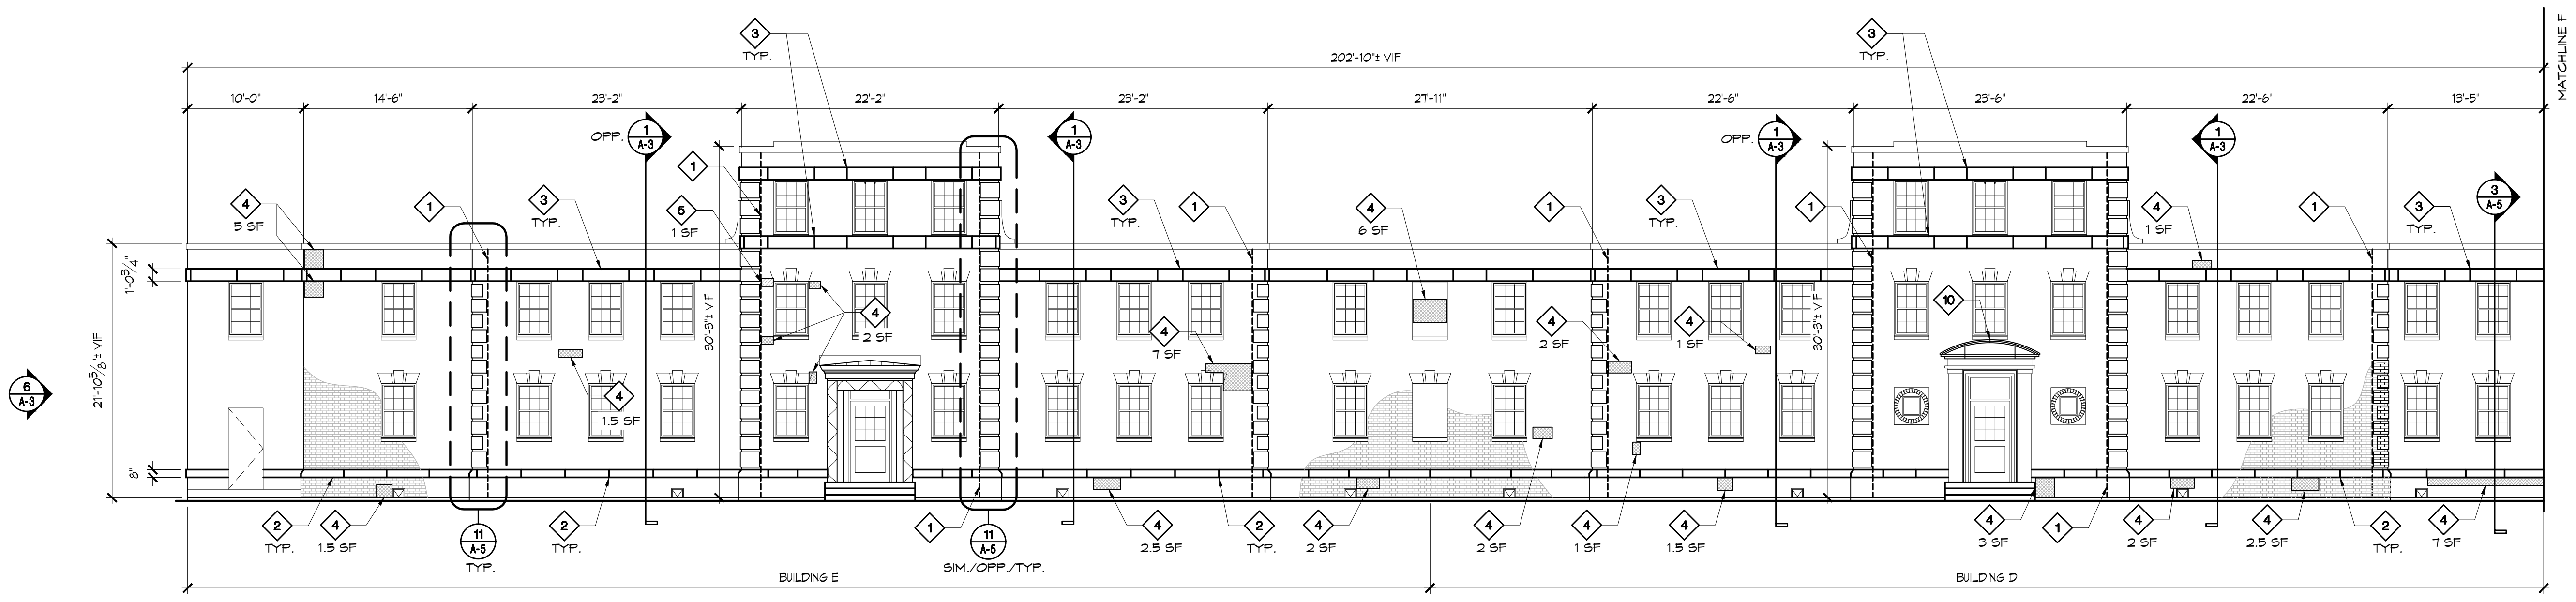 MATCHLINE F
3
TYP.
3
TYP.
202'-10"± VIF
10'-0"
14'-6"
23'-2"
22'-2"
23'-2"
27'-11"
22'-6"
23'-6"
22'-6"
13'-5"
OPP.
1
A-3
1
A-3
OPP.
1
A-3
1
A-3
3
A-5
4
5 SF
1
3
TYP.
1
5
1 SF
3
TYP.
1
4
6 SF
1
3
TYP.
1
4
1 SF
1
3
TYP.
1'-0 3/4"
21'-10 5/8"± VIF
8"
30'-3"± VIF
30'-3"± VIF
6
A-3
4
1.5 SF
4
2 SF
4
7 SF
4
2 SF
4
1 SF
10
2
TYP.
4
1.5 SF
11
A-5
TYP.
2
TYP.
1
11
A-5
SIM./OPP./TYP.
4
2.5 SF
2
TYP.
4
2 SF
4
2 SF
4
1 SF
4
1.5 SF
4
3 SF
1
4
2 SF
4
2.5 SF
2
TYP.
4
7 SF
BUILDING E
BUILDING D